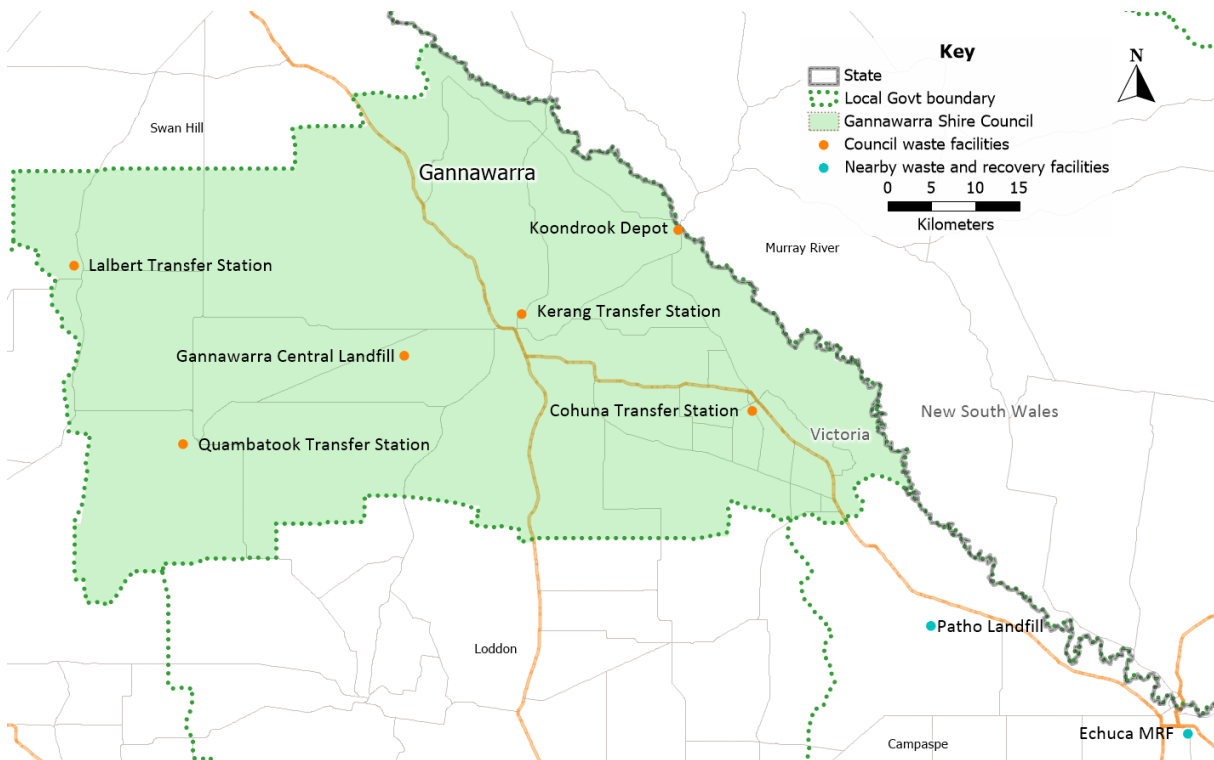 Key
N
State
Local Govt boundary
Gannawarra Shire Council
Council waste facilities
Nearby waste and recovery facilities
0 5 10 15
Kilometers
Swan Hill
Gannawarra
Koondrook Depot
Murray River
Lalbert Transfer Station
Kerang Transfer Station
Gannawarra Central Landfill
Cohuna Transfer Station
New South Wales
Victoria
Quambatook Transfer Station
Patho Landfill
Loddon
Echuca MRF
Campaspe